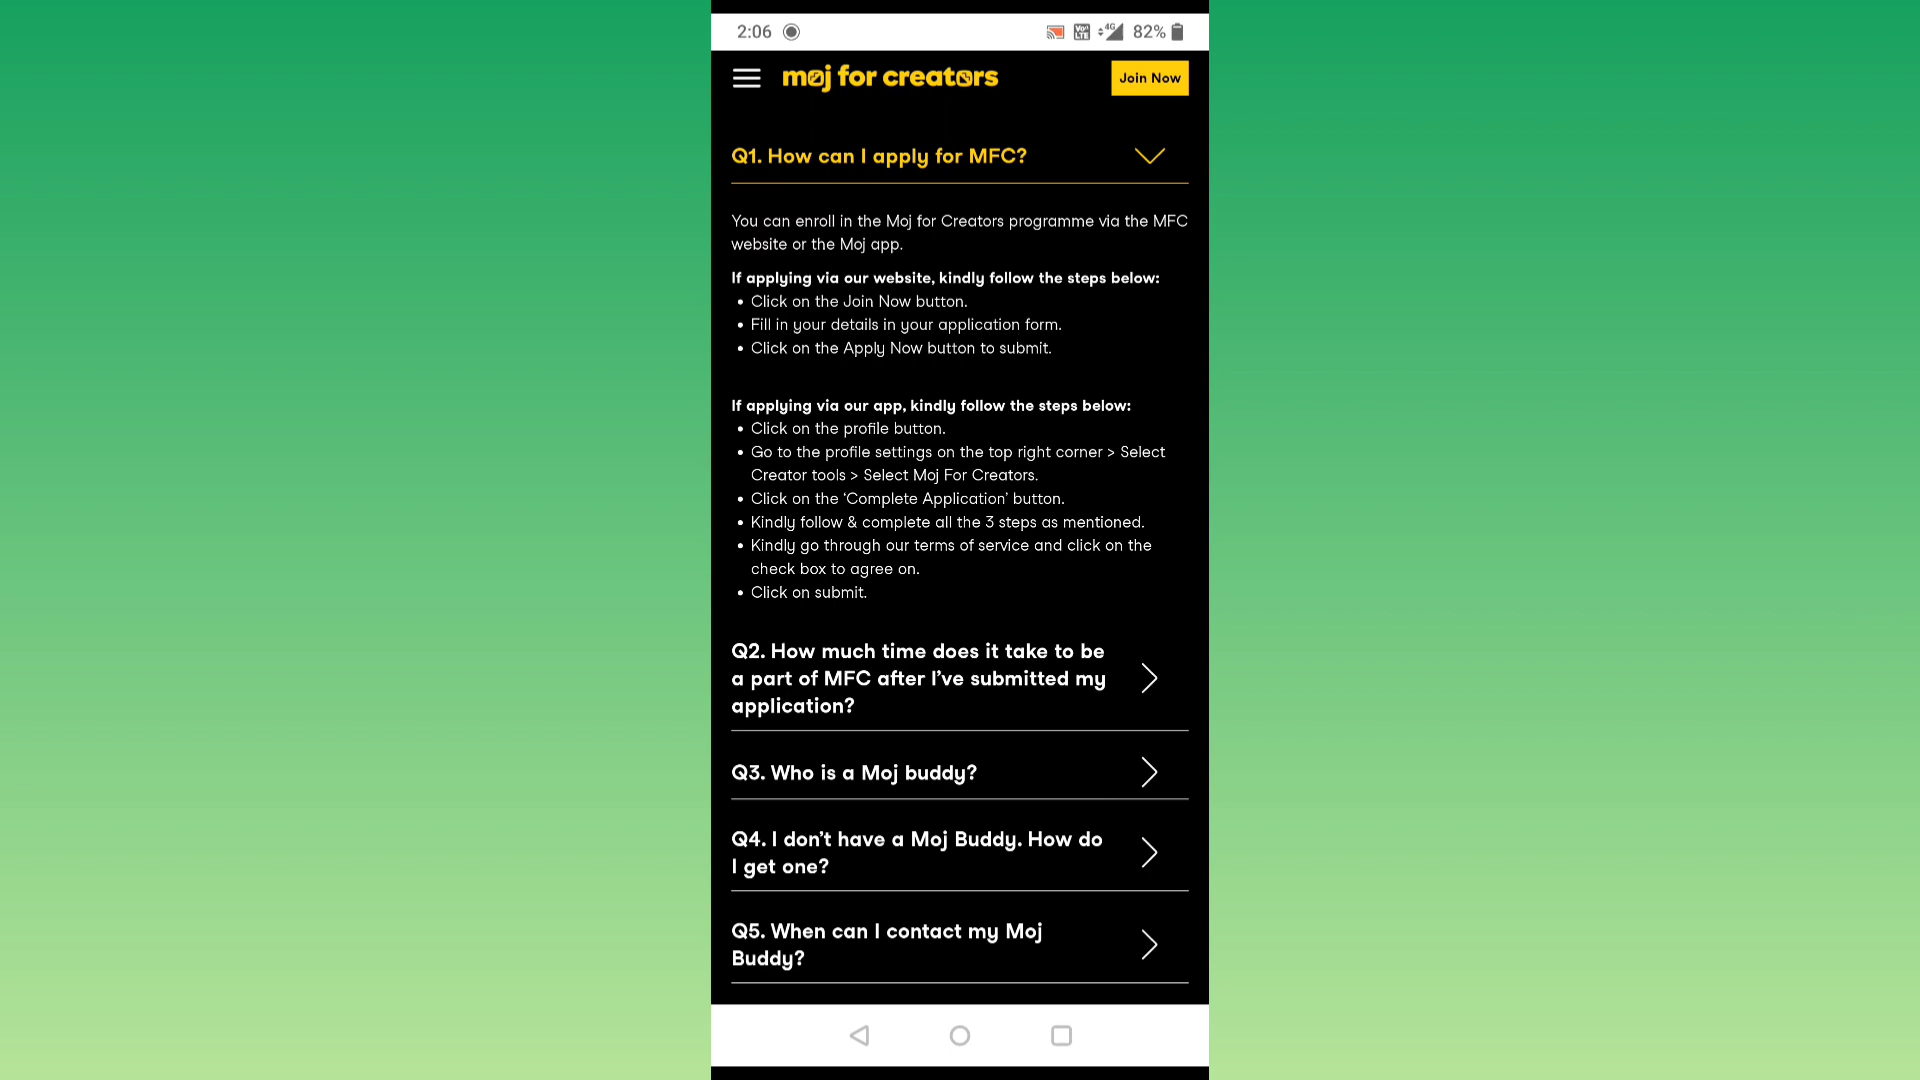 2:06 4G 82%
moj for creators Join Now
Q1. How can I apply for MFC?
You can enroll in the Moj for Creators programme via the MFC
website or the Moj app.
If applying via our website, kindly follow the steps below:
• Click on the Join Now button.
• Fill in your details in your application form.
• Click on the Apply Now button to submit.
If applying via our app, kindly follow the steps below:
• Click on the profile button.
• Go to the profile settings on the top right corner > Select
Creator tools > Select Moj For Creators.
• Click on the ‘Complete Application’ button.
• Kindly follow & complete all the 3 steps as mentioned.
• Kindly go through our terms of service and click on the
check box to agree on.
• Click on submit.
Q2. How much time does it take to be
a part of MFC after I’ve submitted my
application?
Q3. Who is a Moj buddy?
Q4. I don’t have a Moj Buddy. How do
I get one?
Q5. When can I contact my Moj
Buddy?